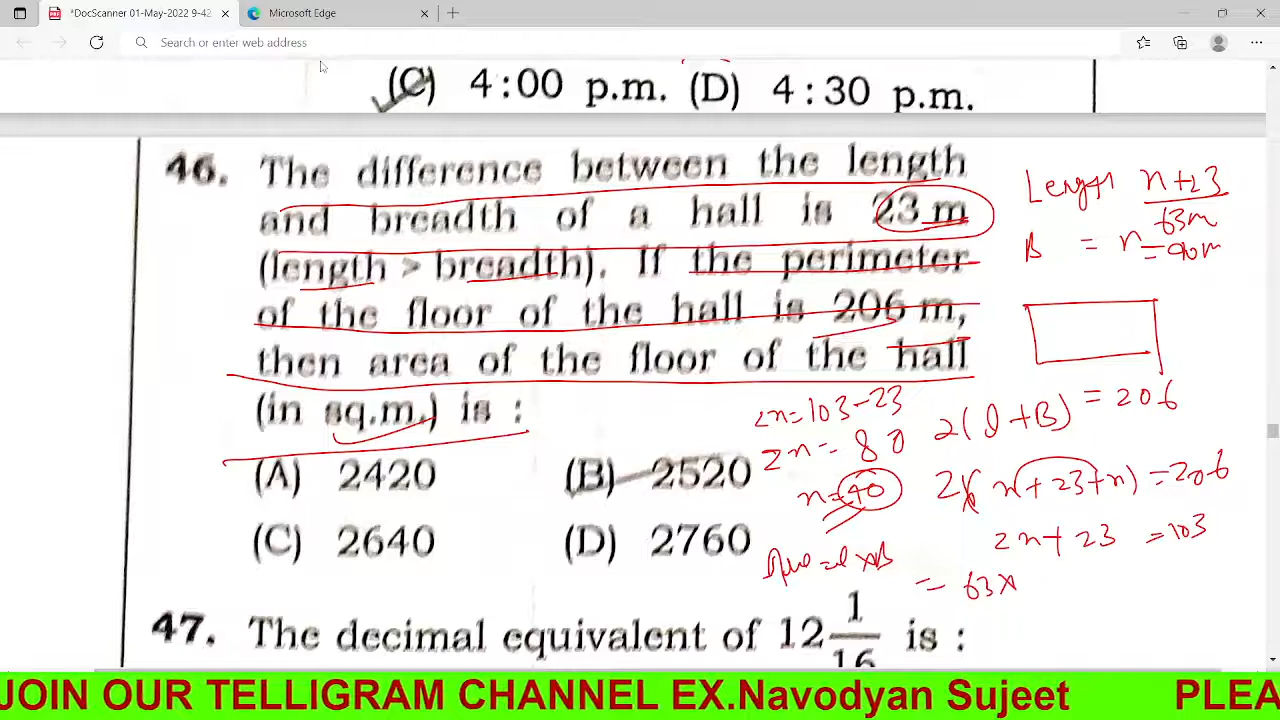 *DocScanner 01-May-2022 9-42
Microsoft Edge
Search or enter web address
(C) 4:00 p.m. (D) 4:30 p.m.
46. The difference between the length
and breadth of a hall is 23 m
(length > breadth). If the perimeter
of the floor of the hall is 206 m,
then area of the floor of the hall
(in sq.m.) is :
(A) 2420 (B) 2520
(C) 2640 (D) 2760
47. The decimal equivalent of 12 1/16 is :
Length n+23
63m
B = n
2n=103-23
2n= 80
n=40
2(l+B) = 206
2(n+23+n)=206
2n+23 =103
= 63x
JOIN OUR TELLIGRAM CHANNEL EX.Navodyan Sujeet PLEA